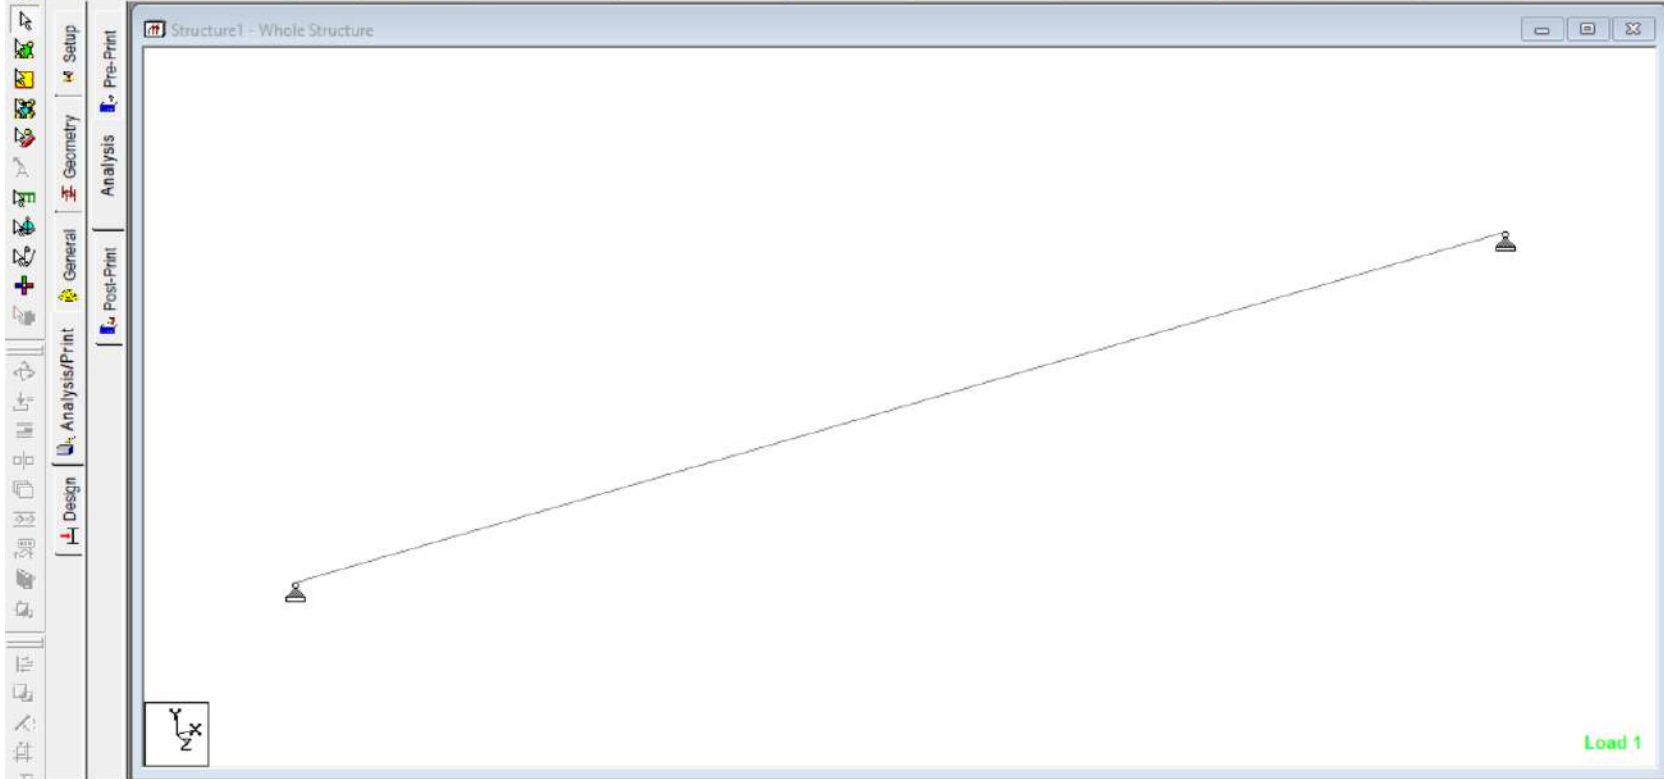 Structure1 - Whole Structure
Setup
Geometry
General
Analysis/Print
Design
Pre-Print
Analysis
Post-Print
Y
X
Z
Load 1